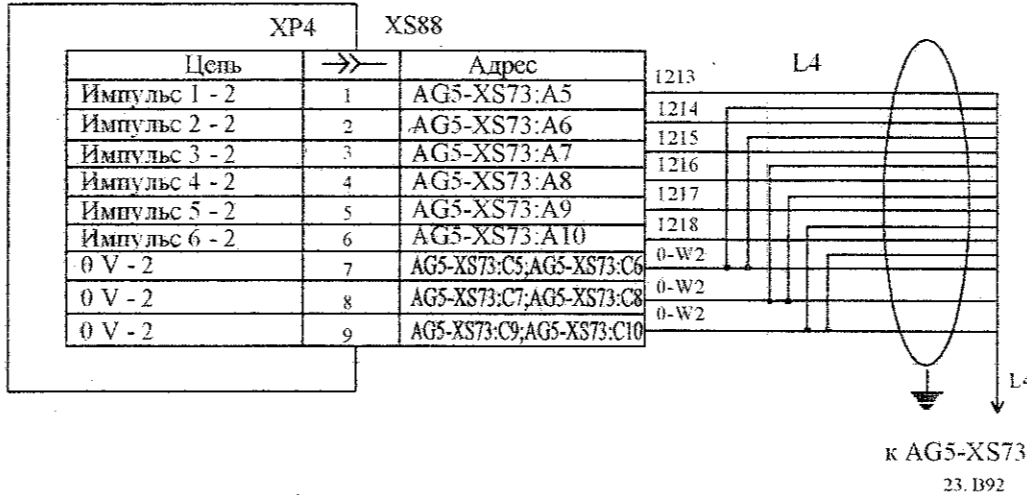 XP4 XS88
Цепь Адрес L4
Импульс 1 - 2 1 AG5-XS73:A5 1213
Импульс 2 - 2 2 AG5-XS73:A6 1214
Импульс 3 - 2 3 AG5-XS73:A7 1215
Импульс 4 - 2 4 AG5-XS73:A8 1216
Импульс 5 - 2 5 AG5-XS73:A9 1217
Импульс 6 - 2 6 AG5-XS73:A10 1218
0 V - 2 7 AG5-XS73:C5;AG5-XS73:C6 0-W2
0 V - 2 8 AG5-XS73:C7;AG5-XS73:C8 0-W2
0 V - 2 9 AG5-XS73:C9;AG5-XS73:C10 0-W2
L4
к AG5-XS73
23. B92